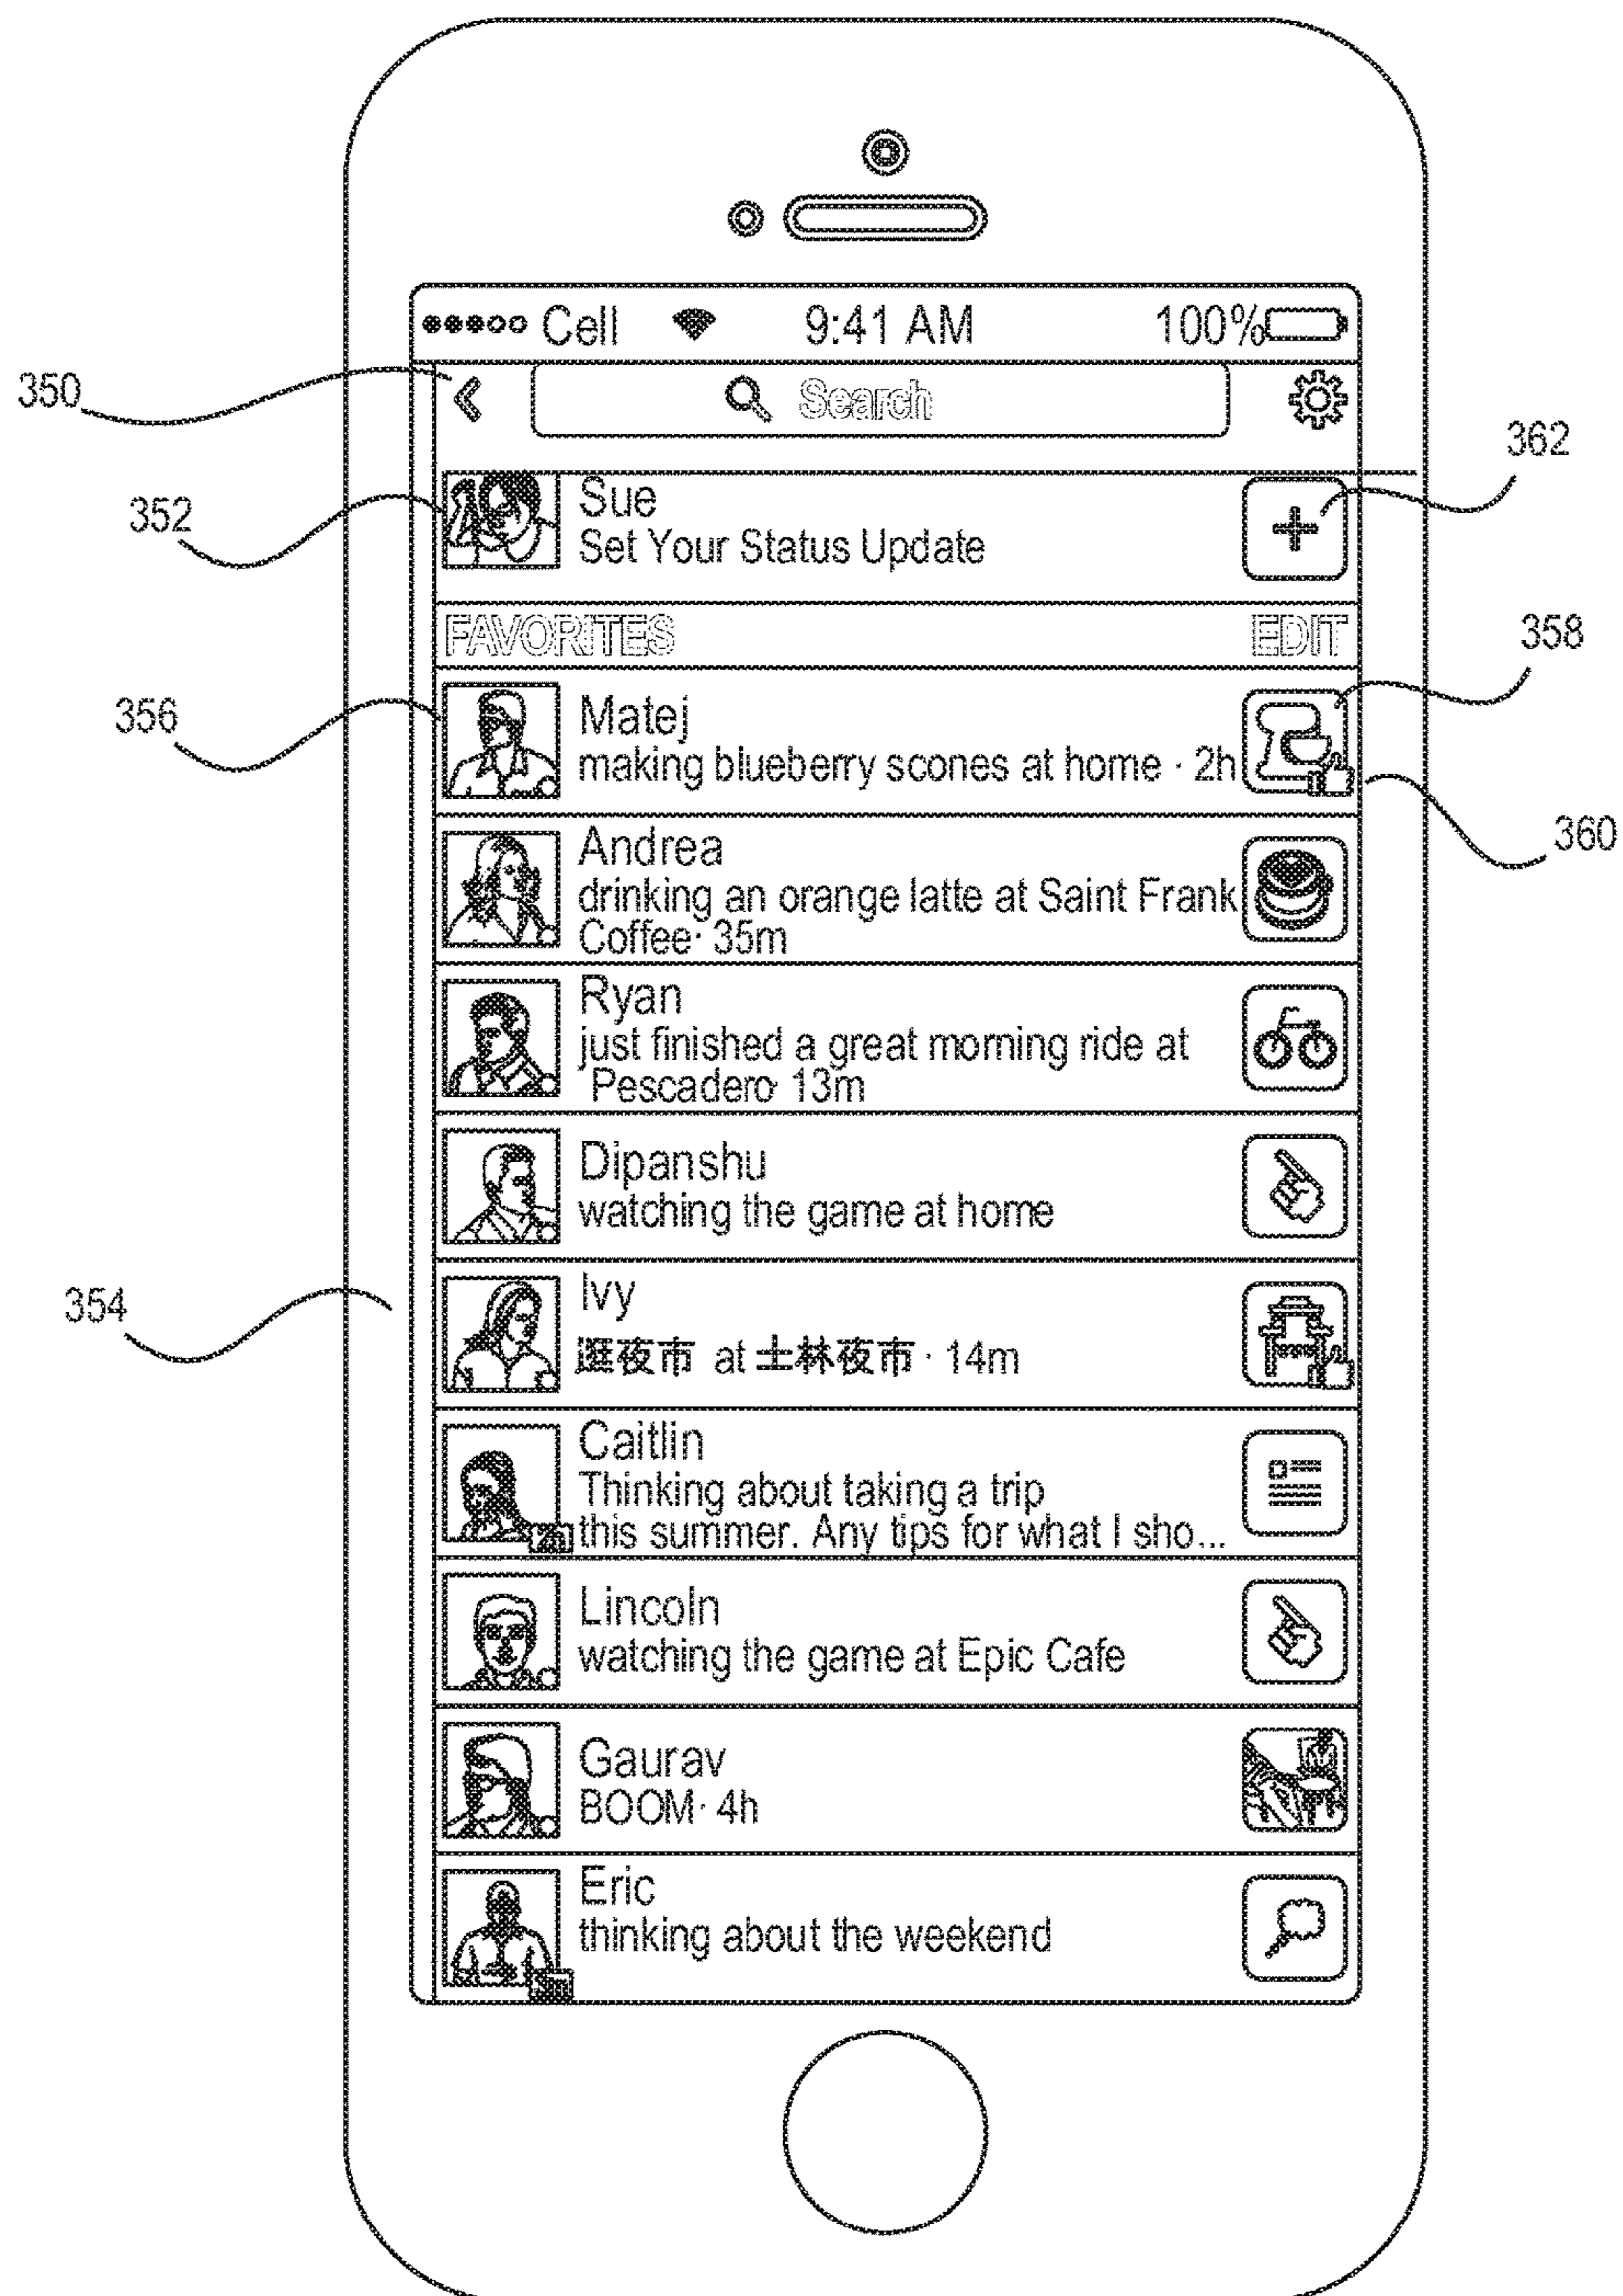 Cell 9:41 AM 100%
350
Search
362
352
Sue
Set Your Status Update
FAVORITES EDIT
358
356
Matej
making blueberry scones at home · 2h
360
Andrea
drinking an orange latte at Saint Frank
Coffee· 35m
Ryan
just finished a great morning ride at
Pescadero· 13m
Dipanshu
watching the game at home
354
Ivy
逛夜市 at 士林夜市 · 14m
Caitlin
Thinking about taking a trip
this summer. Any tips for what I sho...
Lincoln
watching the game at Epic Cafe
Gaurav
BOOM· 4h
Eric
thinking about the weekend